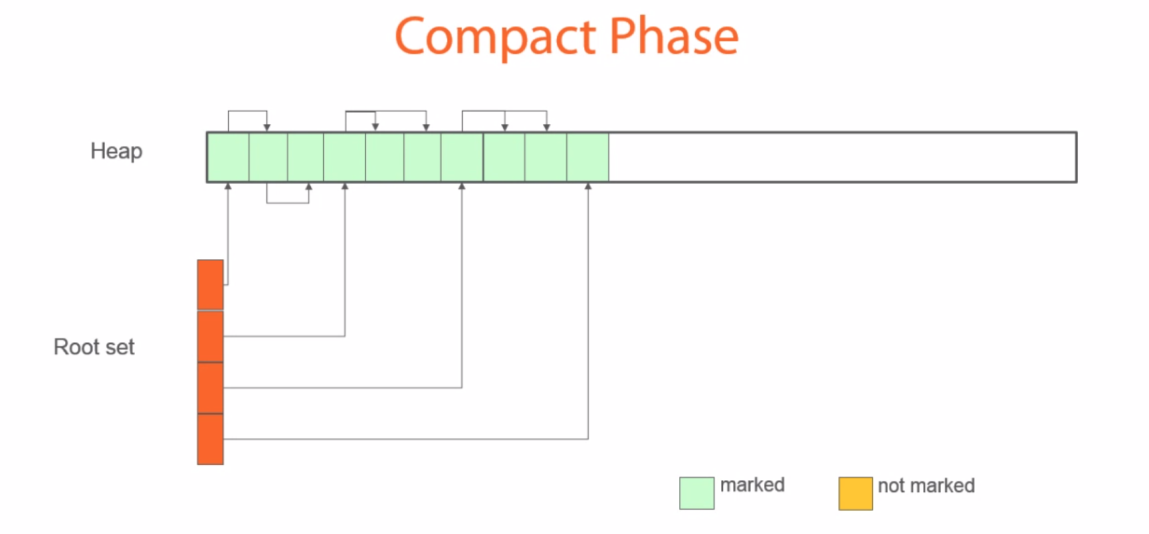 Compact Phase
Heap
Root set
marked
not marked